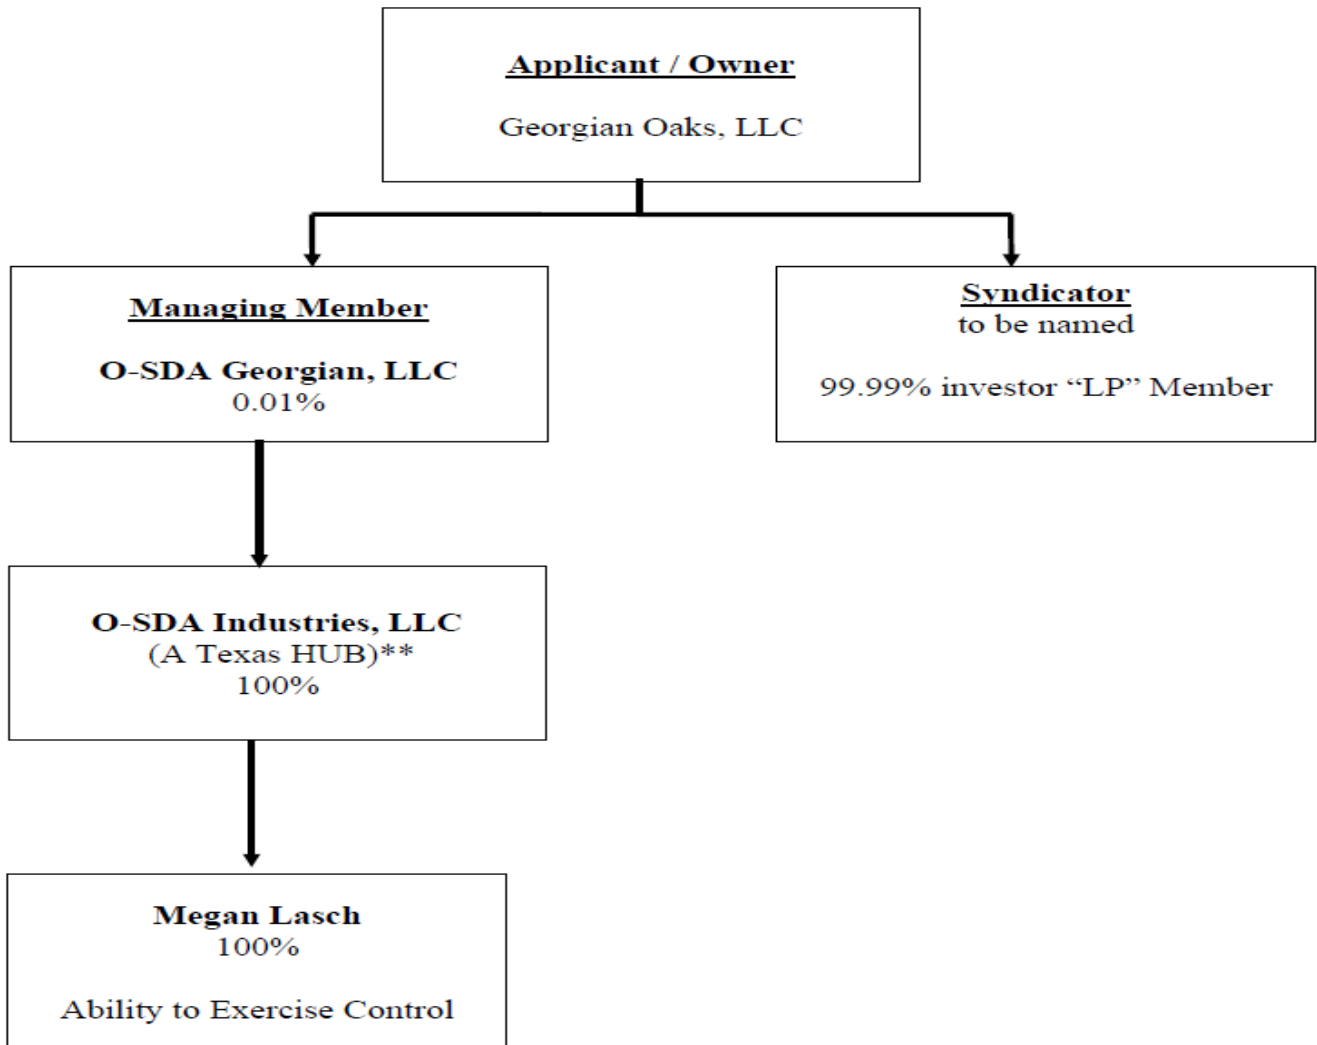 Applicant / Owner
Georgian Oaks, LLC
Managing Member
O-SDA Georgian, LLC
0.01%
Syndicator
to be named
99.99% investor “LP” Member
O-SDA Industries, LLC
(A Texas HUB)**
100%
Megan Lasch
100%
Ability to Exercise Control